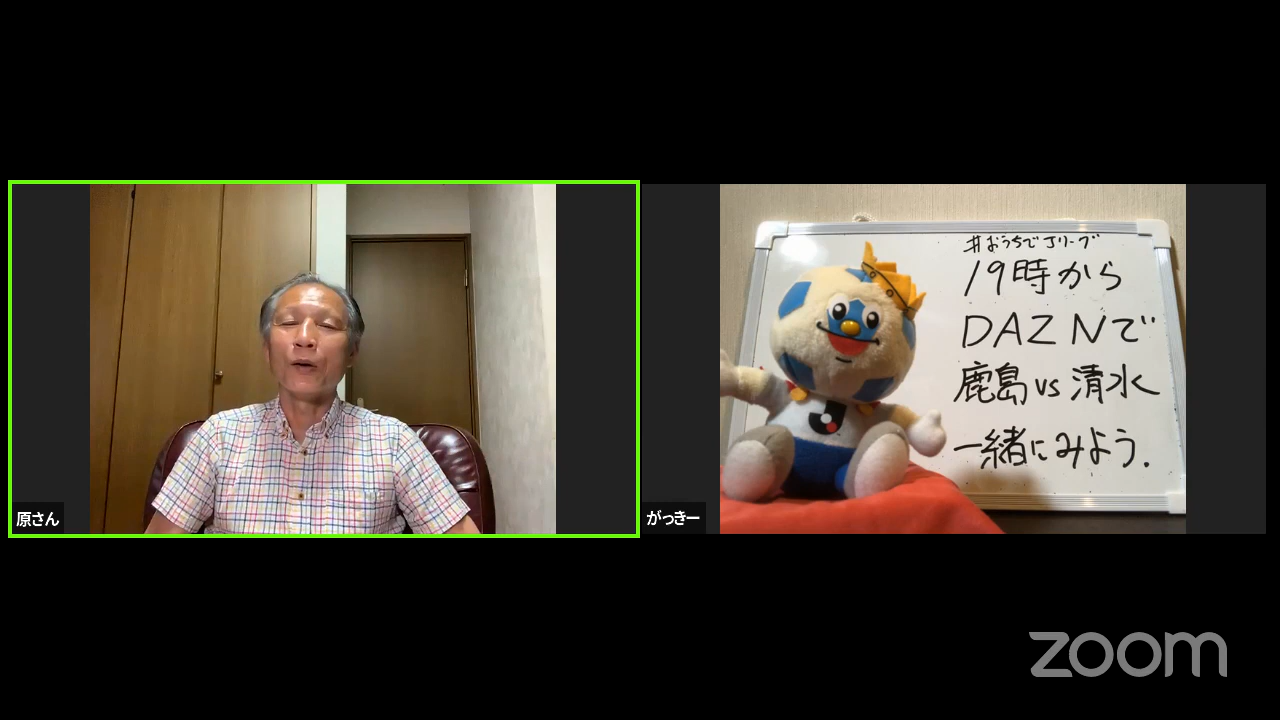 原さん
#おうちでJリーグ
19時から
DAZNで
鹿島vs清水
一緒にみよう.
がっきー
zoom